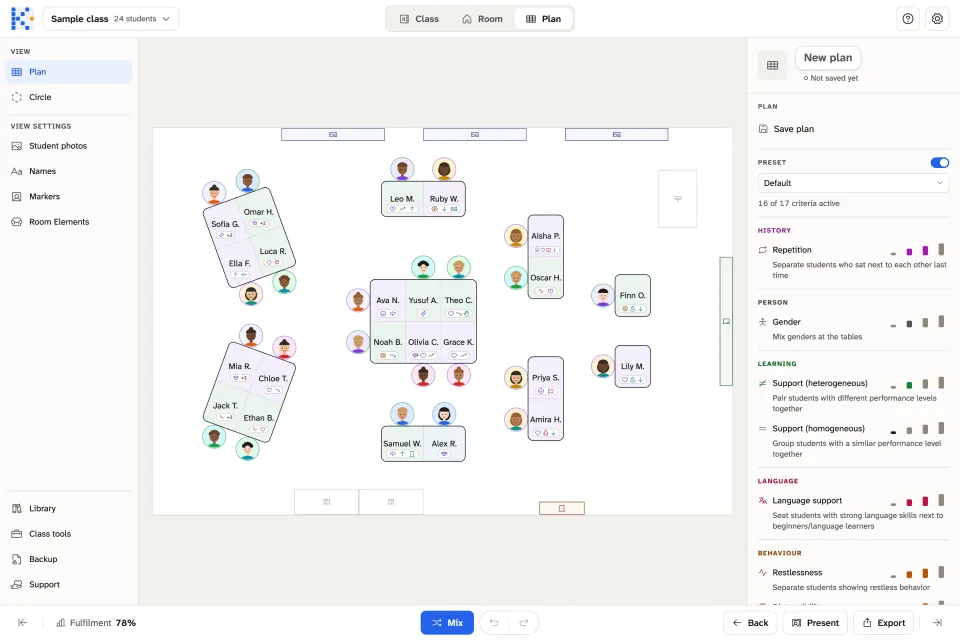 Sample class 24 students
Class
Room
Plan
VIEW
Plan
Circle
VIEW SETTINGS
Student photos
Names
Markers
Room Elements
Library
Class tools
Backup
Support
Omar H.
+2
Sofia G.
+3
Luca R.
Ella F.
Leo M.
Ruby W.
Aisha P.
Oscar H.
Finn O.
Ava N.
Yusuf A.
Theo C.
Noah B.
Olivia C.
Grace K.
Mia R.
+2
Chloe T.
Jack T.
+3
Ethan B.
Priya S.
Amira H.
Lily M.
Samuel W.
Alex R.
New plan
Not saved yet
PLAN
Save plan
PRESET
Default
16 of 17 criteria active
HISTORY
Repetition
Separate students who sat next to each other last
time
PERSON
Gender
Mix genders at the tables
LEARNING
Support (heterogeneous)
Pair students with different performance levels
together
Support (homogeneous)
Group students with a similar performance level
together
LANGUAGE
Language support
Seat students with strong language skills next to
beginners/language learners
BEHAVIOUR
Restlessness
Separate students showing restless behavior
Fulfilment 78%
Mix
Back
Present
Export